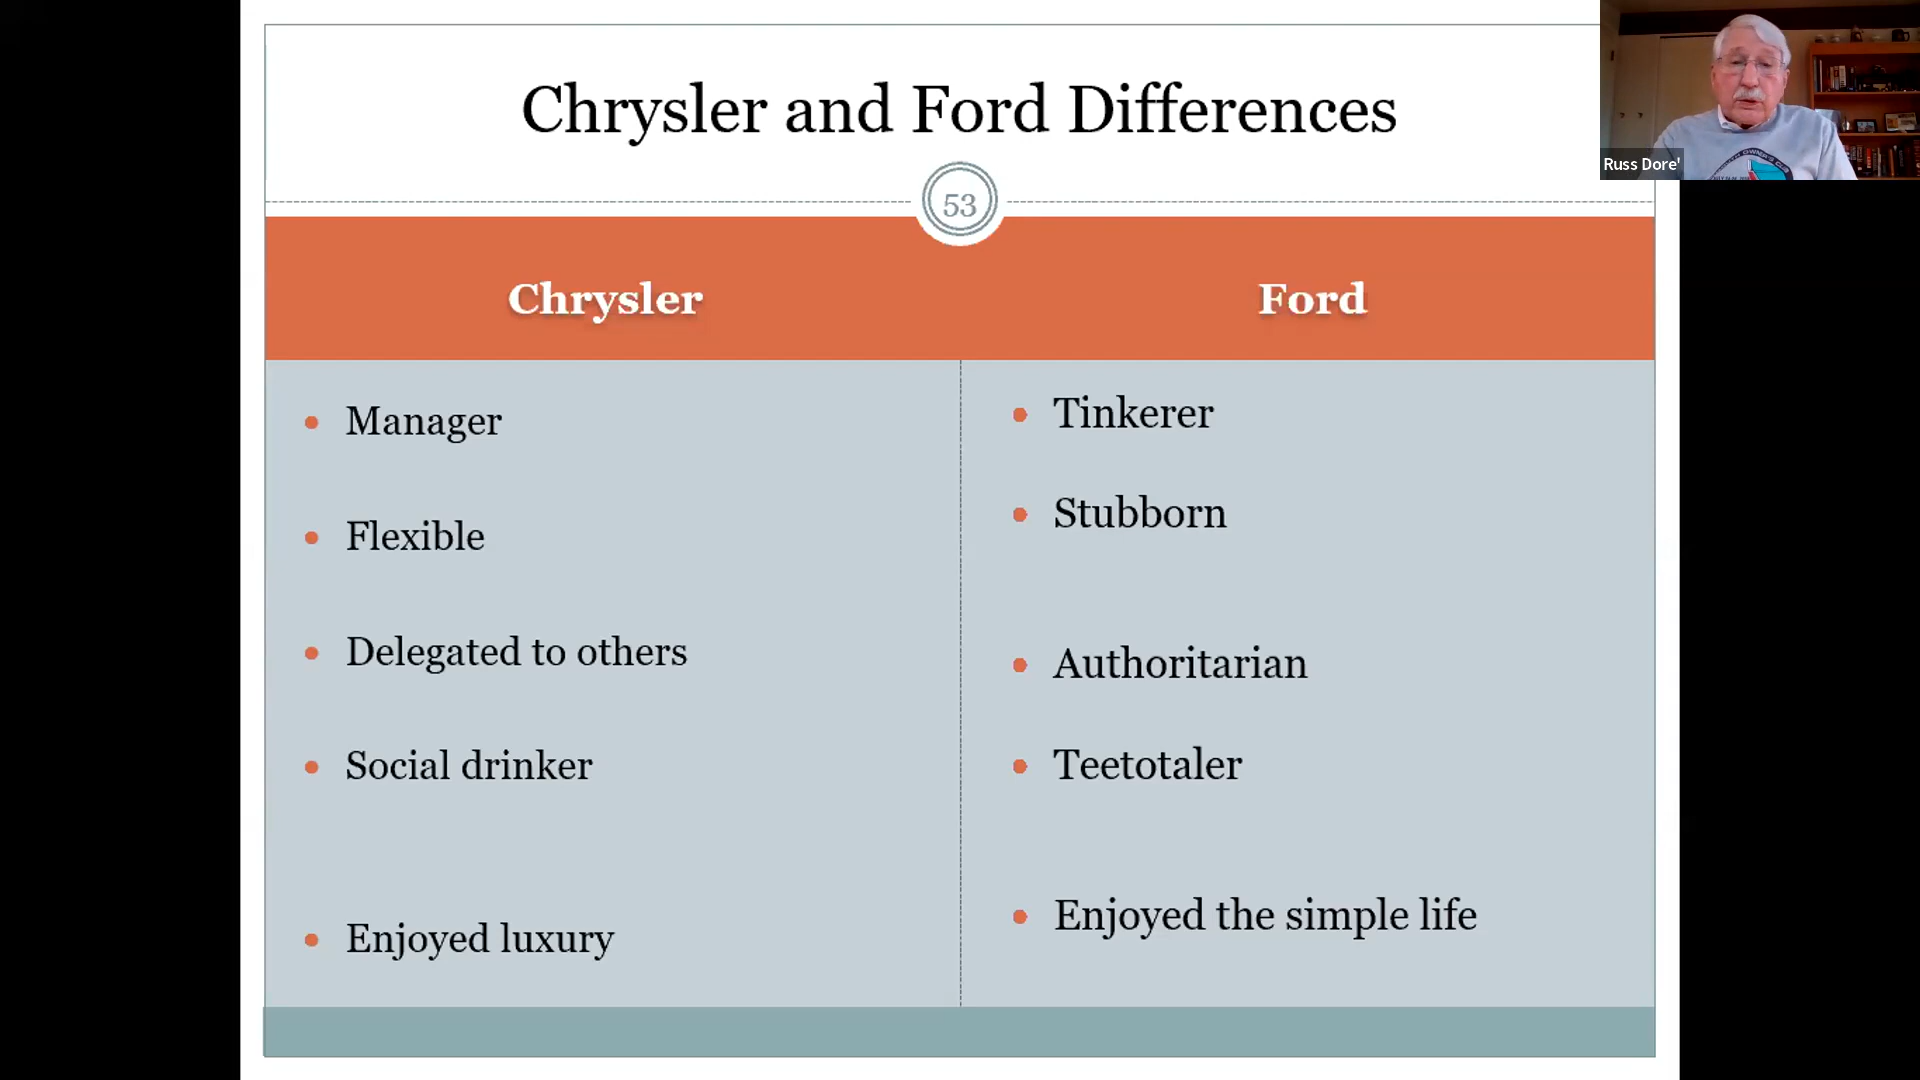 Chrysler and Ford Differences
Russ Dore'
53
Chrysler
Ford
Manager
Flexible
Delegated to others
Social drinker
Enjoyed luxury
Tinkerer
Stubborn
Authoritarian
Teetotaler
Enjoyed the simple life